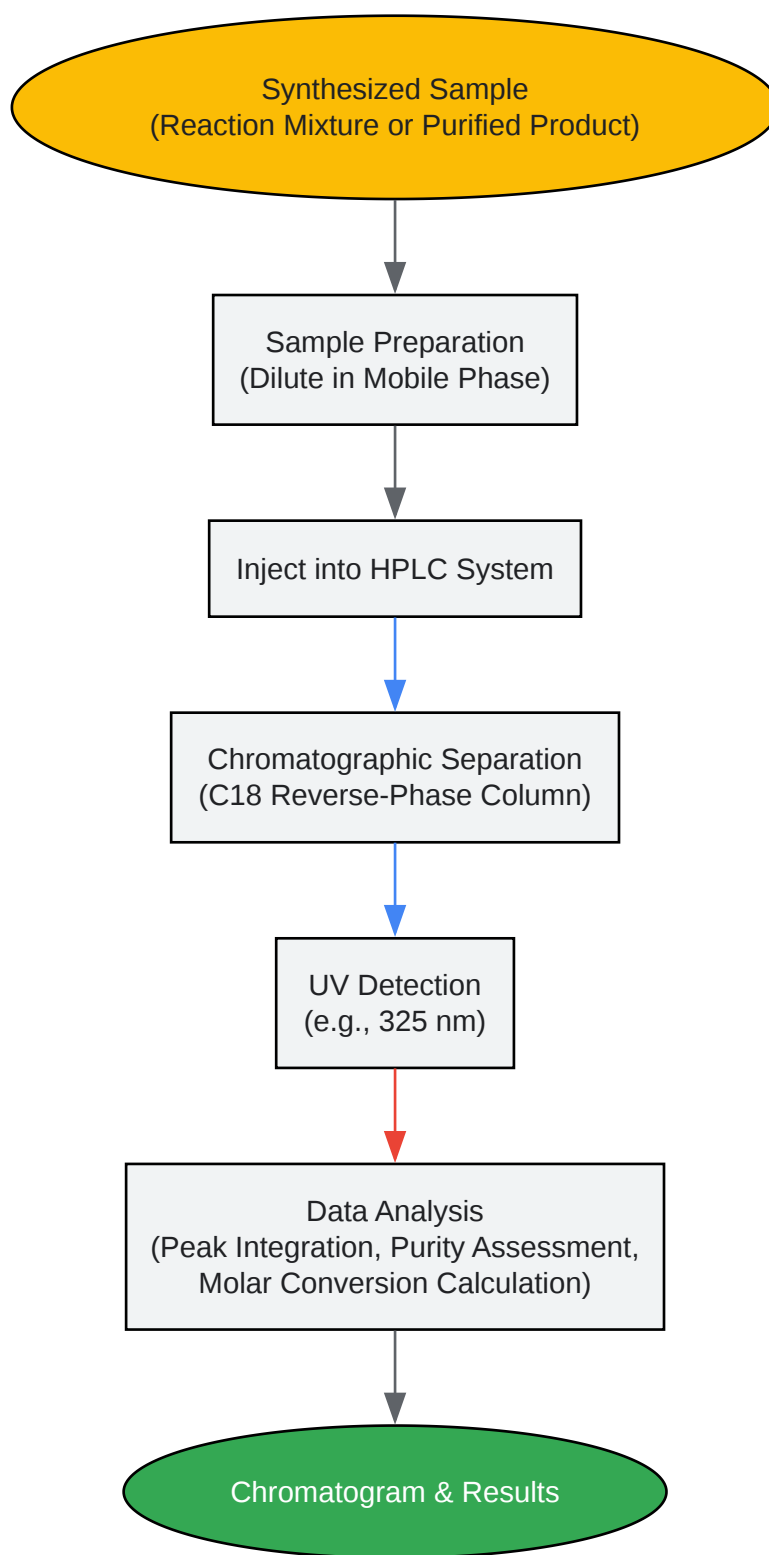 Synthesized Sample
(Reaction Mixture or Purified Product)
Sample Preparation
(Dilute in Mobile Phase)
Inject into HPLC System
Chromatographic Separation
(C18 Reverse-Phase Column)
UV Detection
(e.g., 325 nm)
Data Analysis
(Peak Integration, Purity Assessment,
Molar Conversion Calculation)
Chromatogram & Results